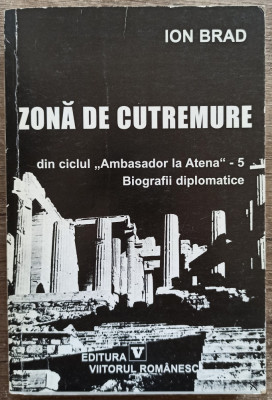 ION BRAD
ZONĂ DE CUTREMURE
din ciclul „Ambasador la Atena“ - 5
Biografii diplomatice
EDITURA V
VIITORUL ROMÂNESC